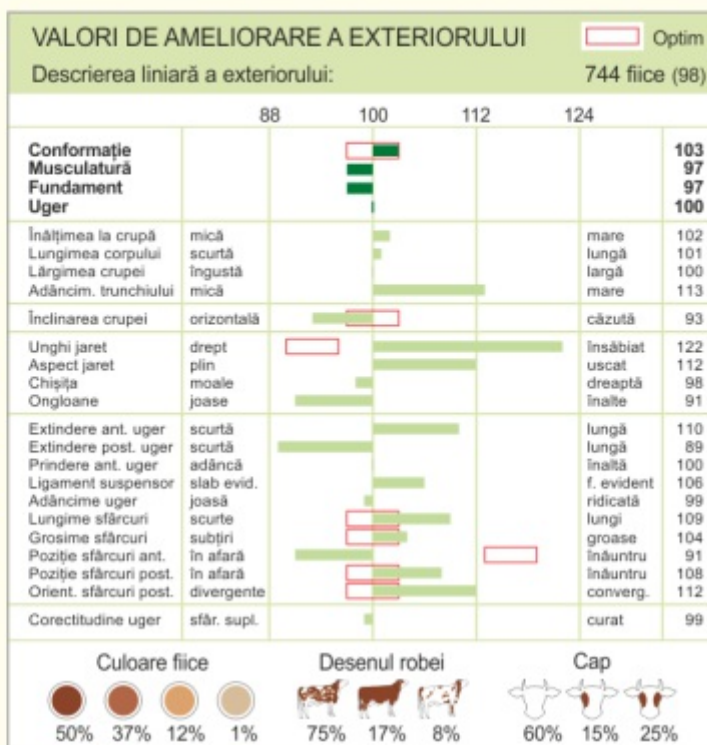 VALORI DE AMELIORARE A EXTERIORULUI Optim
Descrierea liniară a exteriorului: 744 fiice (98)
88 100 112 124
Conformație 103
Musculatură 97
Fundament 97
Uger 100
Înălțimea la crupă mică mare 102
Lungimea corpului scurtă lungă 101
Lărgimea crupei îngustă largă 100
Adâncim. trunchiului mică mare 113
Înclinarea crupei orizontală căzută 93
Unghi jaret drept însăbiat 122
Aspect jaret plin uscat 112
Chișița moale dreaptă 98
Ongloane joase înalte 91
Extindere ant. uger scurtă lungă 110
Extindere post. uger scurtă lungă 89
Prindere ant. uger adâncă înaltă 100
Ligament suspensor slab evid. f. evident 106
Adâncime uger joasă ridicată 99
Lungime sfârcuri scurte lungi 109
Grosime sfârcuri subțiri groase 104
Poziție sfârcuri ant. în afară înăuntru 91
Poziție sfârcuri post. în afară înăuntru 108
Orient. sfârcuri post. divergente converg. 112
Corectitudine uger sfâr. supl. curat 99
Culoare fiice Desenul robei Cap
50% 37% 12% 1% 75% 17% 8% 60% 15% 25%